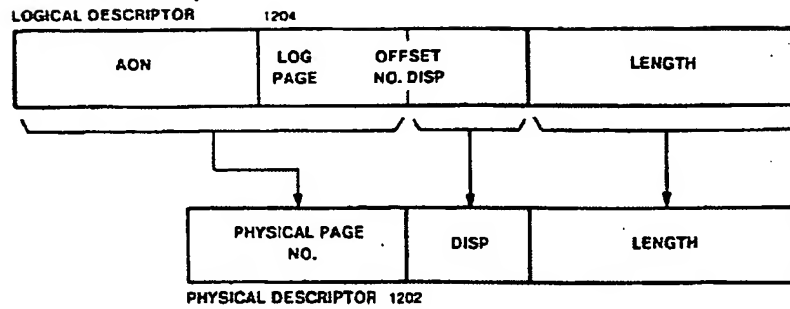 LOGICAL DESCRIPTOR 1204
AON
LOG OFFSET
PAGE NO. DISP
LENGTH
PHYSICAL PAGE
NO.
DISP
LENGTH
PHYSICAL DESCRIPTOR 1202